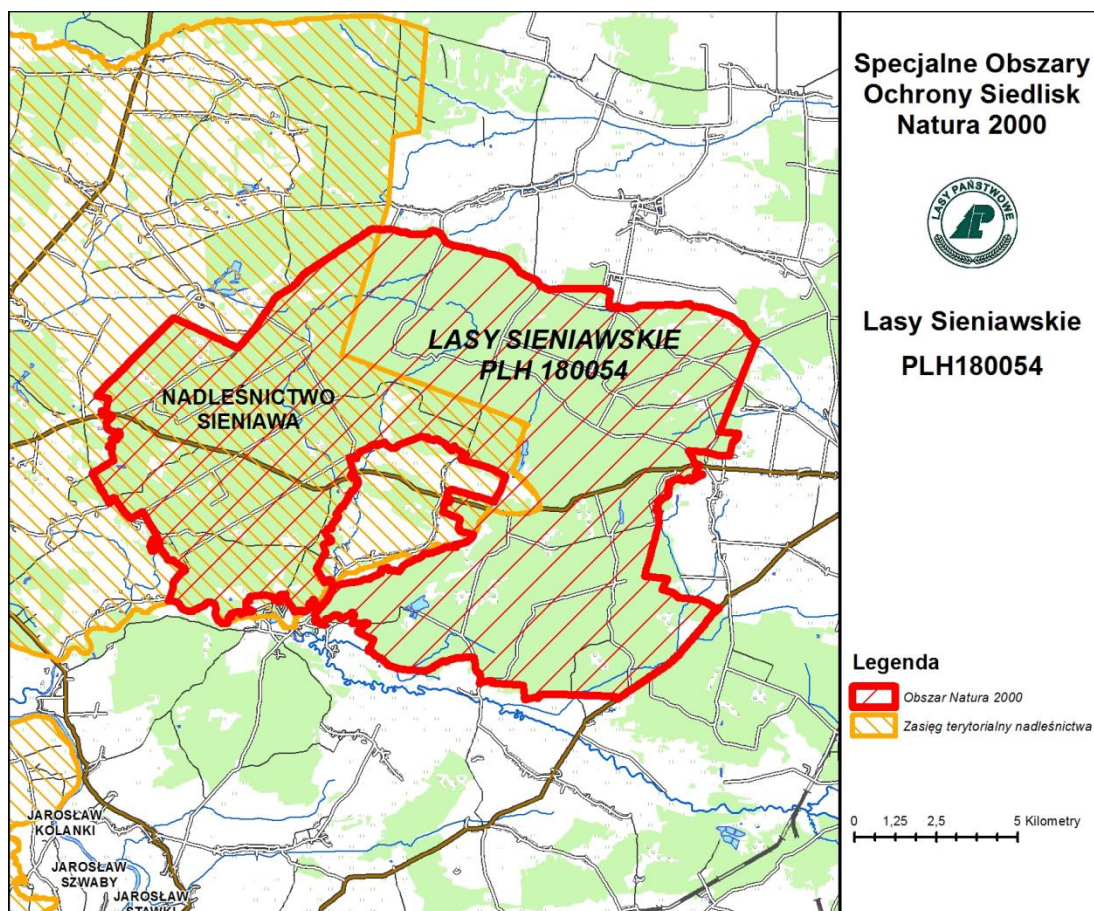 Specjalne Obszary
Ochrony Siedlisk
Natura 2000
LASY PAŃSTWOWE
Lasy Sieniawskie
PLH180054
LASY SIENIAWSKIE
PLH 180054
NADLEŚNICTWO
SIENIAWA
JAROSŁAW
KOLANKI
JAROSŁAW
SZWABY
JAROSŁAW
STAWKI
Legenda
Obszar Natura 2000
Zasięg terytorialny nadleśnictwa
0 1,25 2,5 5 Kilometry